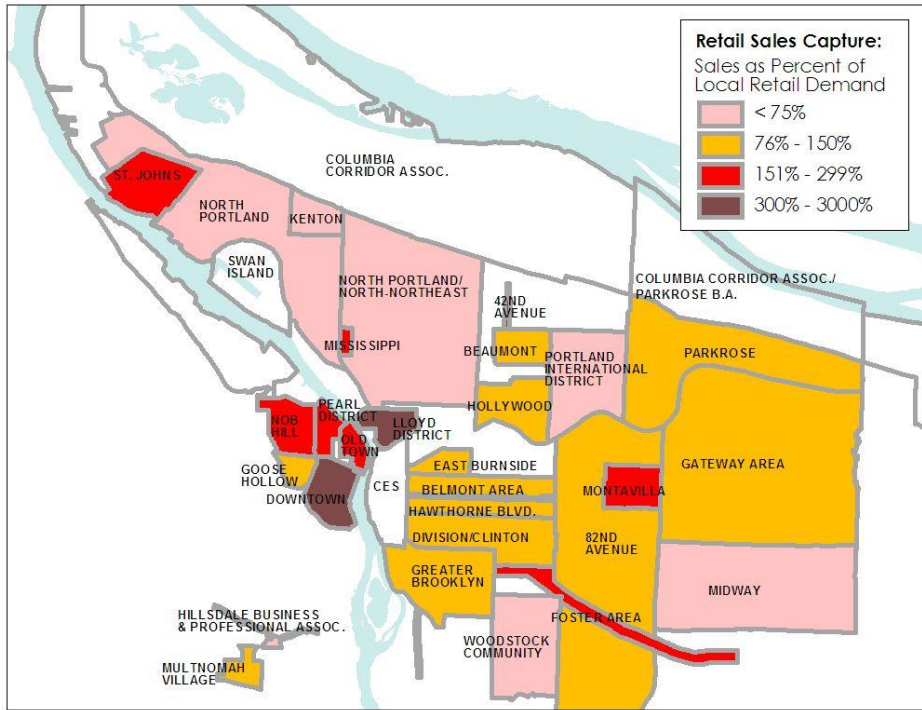 Retail Sales Capture:
Sales as Percent of
Local Retail Demand
< 75%
76% - 150%
151% - 299%
300% - 3000%
COLUMBIA
CORRIDOR ASSOC.
ST. JOHNS
NORTH
PORTLAND
KENTON
SWAN
ISLAND
NORTH PORTLAND/
NORTH-NORTHEAST
COLUMBIA CORRIDOR ASSOC./
PARKROSE B.A.
42ND
AVENUE
MISSISSIPPI
BEAUMONT
PORTLAND
INTERNATIONAL
DISTRICT
PARKROSE
HOLLYWOOD
PEARL
DISTRICT
NOB
HILL
OLD
TOWN
LLOYD
DISTRICT
GOOSE
HOLLOW
DOWNTOWN
CES
EAST BURNSIDE
BELMONT AREA
HAWTHORNE BLVD.
DIVISION/CLINTON
MONTAVILLA
GATEWAY AREA
82ND
AVENUE
GREATER
BROOKLYN
MIDWAY
FOSTER AREA
HILLSDALE BUSINESS
& PROFESSIONAL ASSOC.
WOODSTOCK
COMMUNITY
MULTNOMAH
VILLAGE